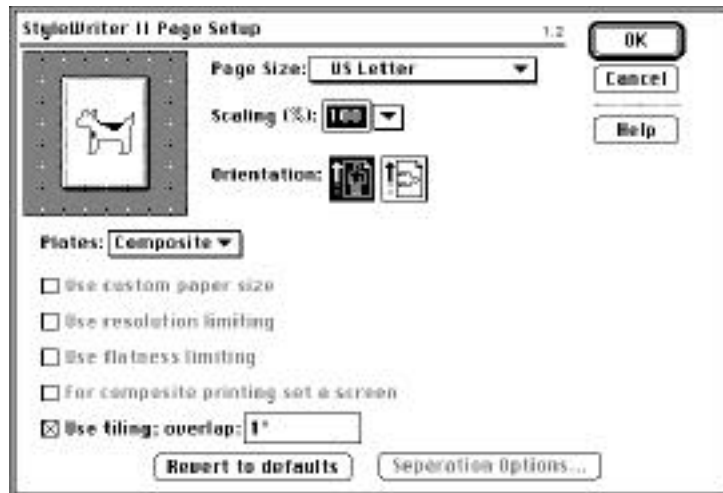 StyleWriter II Page Setup 1.2
OK
Page Size: US Letter
Cancel
Scaling (%): 100
Help
Orientation:
Plates: Composite
Use custom paper size
Use resolution limiting
Use flatness limiting
For composite printing set a screen
Use tiling; overlap: 1"
Revert to defaults Seperation Options...